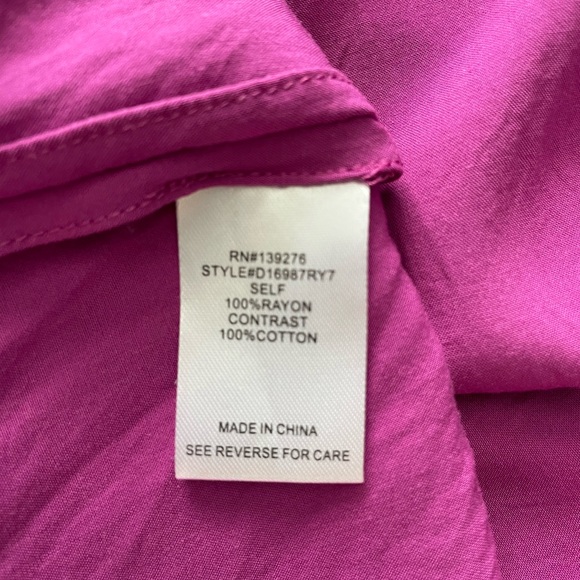 RN#139276
STYLE#D16987RY7
SELF
100%RAYON
CONTRAST
100%COTTON
MADE IN CHINA
SEE REVERSE FOR CARE